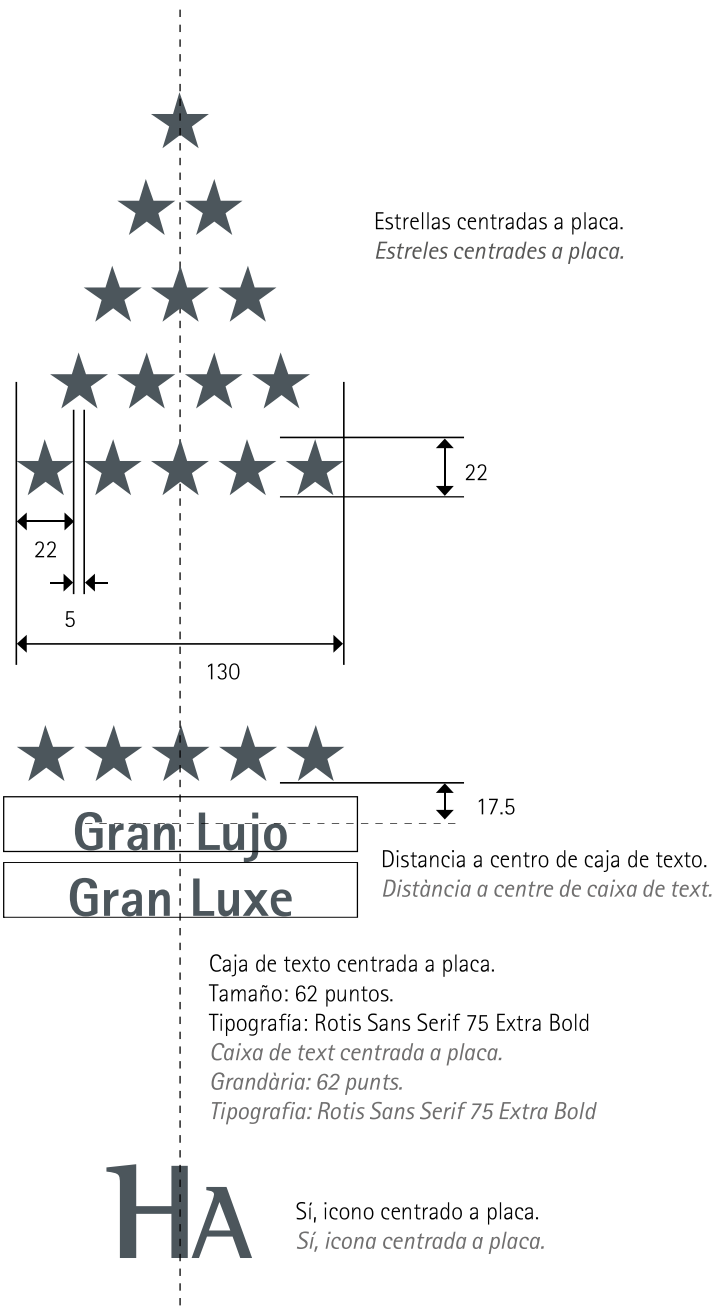 Estrellas centradas a placa.
Estreles centrades a placa.
22
22
5
130
17.5
Gran Lujo
Distancia a centro de caja de texto.
Distància a centre de caixa de text.
Gran Luxe
Caja de texto centrada a placa.
Tamaño: 62 puntos.
Tipografía: Rotis Sans Serif 75 Extra Bold
Caixa de text centrada a placa.
Grandària: 62 punts.
Tipografia: Rotis Sans Serif 75 Extra Bold
HA
Sí, icono centrado a placa.
Sí, icona centrada a placa.